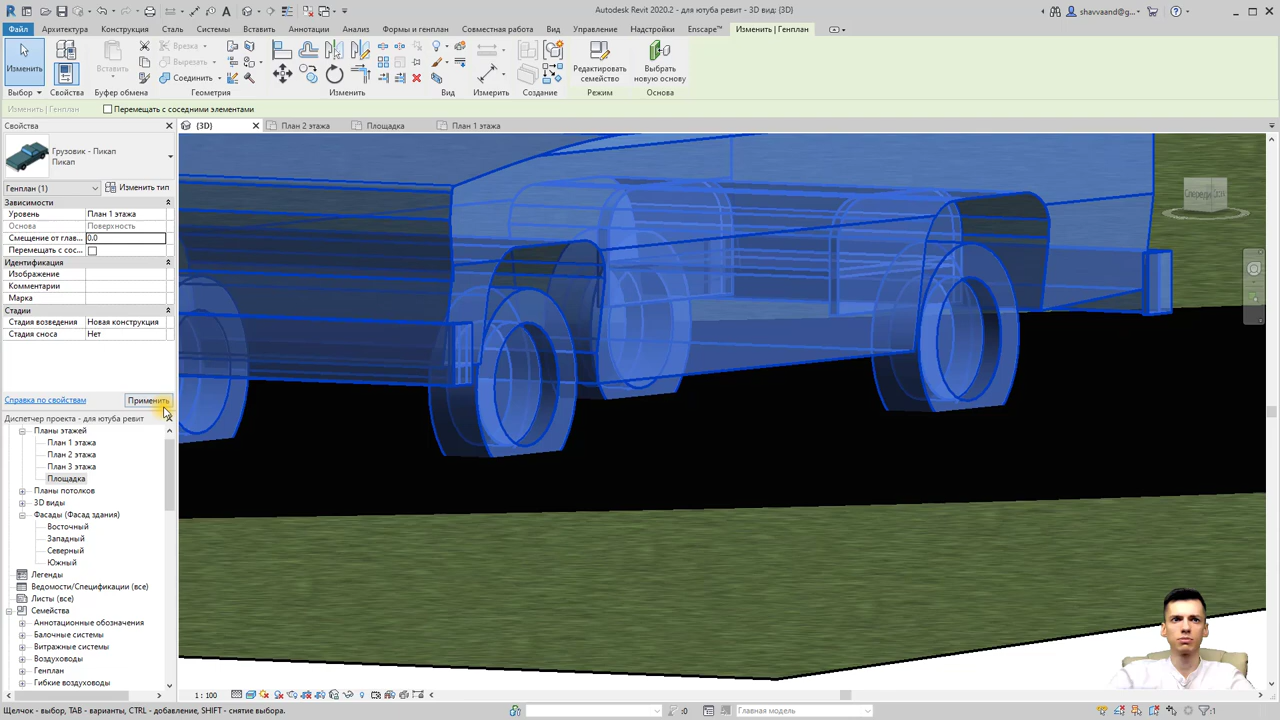 Autodesk Revit 2020.2 - для ютуба ревит - 3D вид: {3D}
shavvaand@g...
Файл Архитектура Конструкция Сталь Системы Вставить Аннотации Анализ Формы и генплан Совместная работа Вид Управление Надстройки Enscape™ Изменить | Генплан
Изменить
Вставить
Врезка
Вырезать
Соединить
Редактировать семейство
Выбрать новую основу
Выбор Свойства Буфер обмена Геометрия Изменить Вид Измерить Создание Режим Основа
Изменить | Генплан Перемещать с соседними элементами
Свойства
{3D} План 2 этажа Площадка План 1 этажа
Грузовик - Пикап
Пикап
Генплан (1) Изменить тип
Зависимости
Уровень План 1 этажа
Основа Поверхность
Смещение от глав... 0.0
Перемещать с сос...
Идентификация
Изображение
Комментарии
Марка
Стадии
Стадия возведения Новая конструкция
Стадия сноса Нет
Справка по свойствам Применить
Диспетчер проекта - для ютуба ревит
Планы этажей
План 1 этажа
План 2 этажа
План 3 этажа
Площадка
Планы потолков
3D виды
Фасады (Фасад здания)
Восточный
Западный
Северный
Южный
Легенды
Ведомости/Спецификации (все)
Листы (все)
Семейства
Аннотационные обозначения
Балочные системы
Витражные системы
Воздуховоды
Генплан
Гибкие воздуховоды
Спереди
1 : 100
Щелчок - выбор, TAB - варианты, CTRL - добавление, SHIFT - снятие выбора.
:0 Главная модель :1